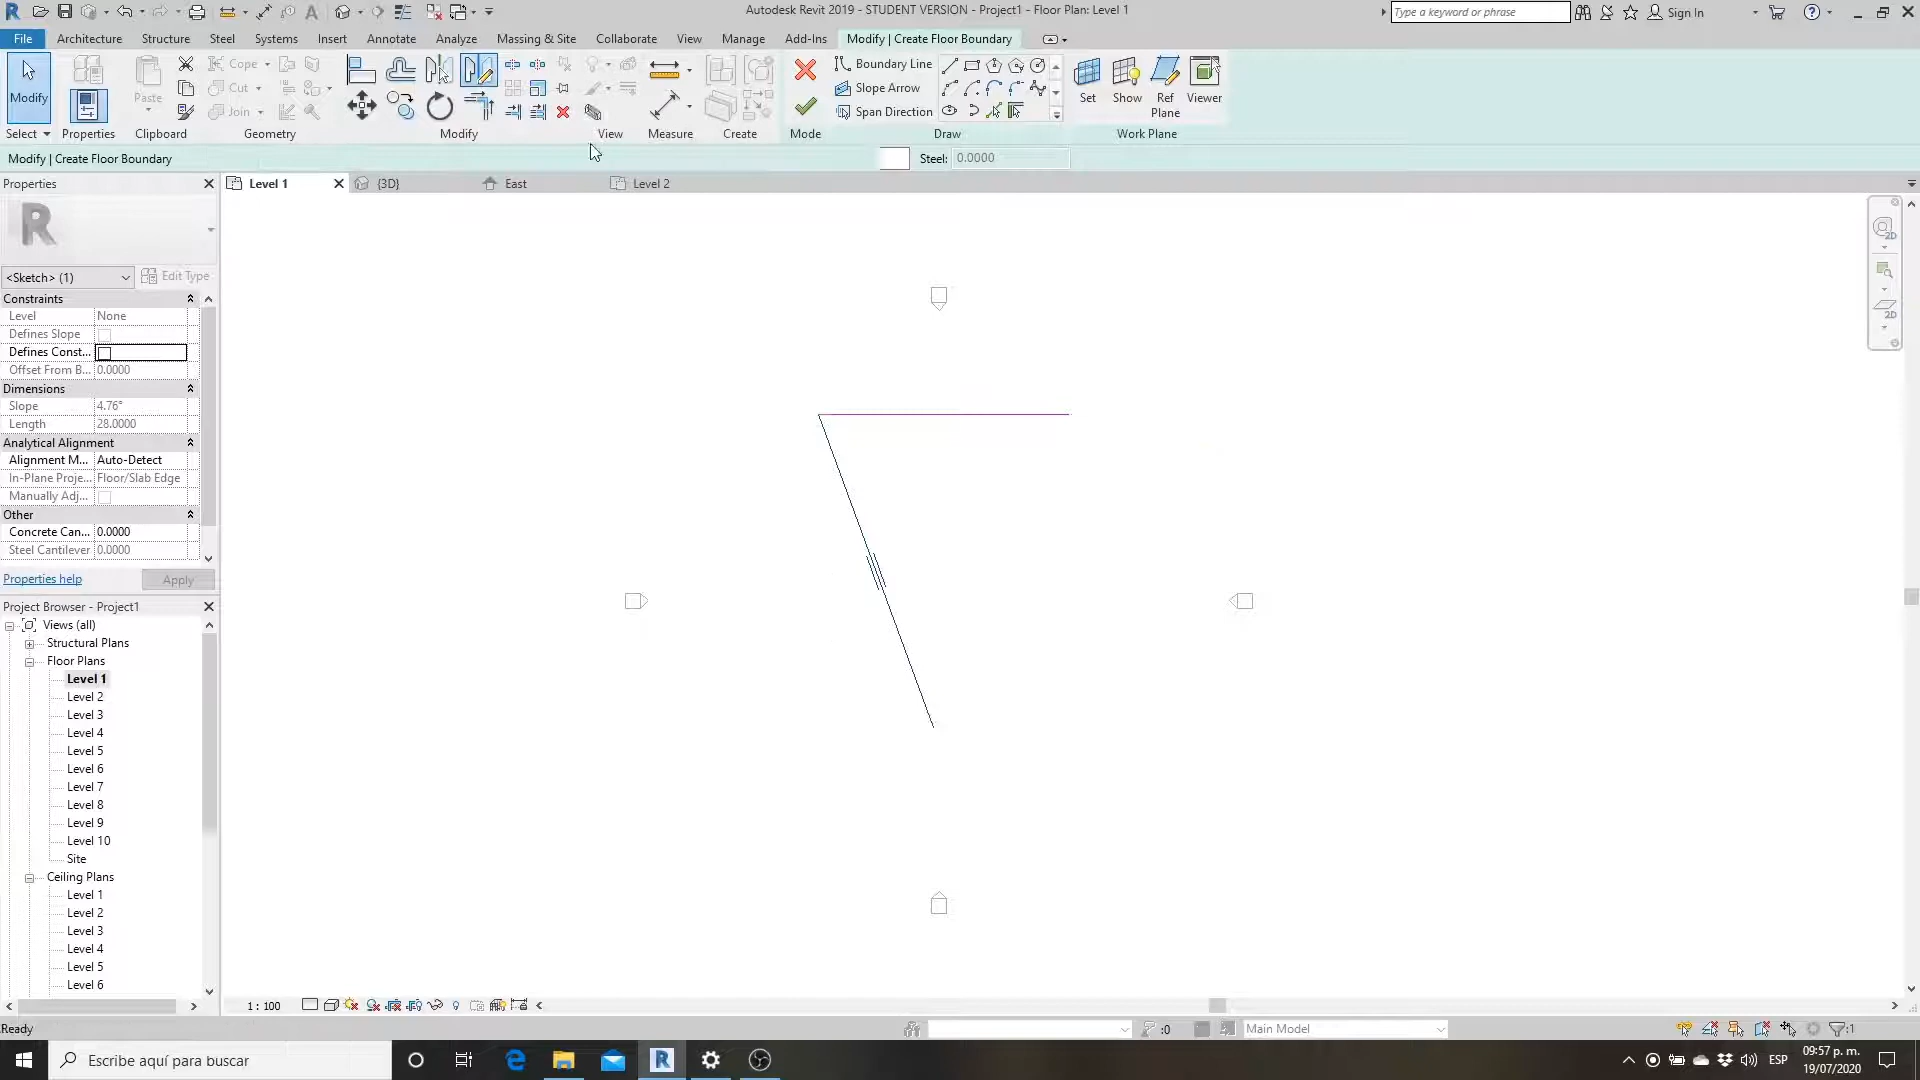 Autodesk Revit 2019 - STUDENT VERSION - Project1 - Floor Plan: Level 1
Type a keyword or phrase
Sign In
File Architecture Structure Steel Systems Insert Annotate Analyze Massing & Site Collaborate View Manage Add-Ins Modify | Create Floor Boundary
Cope
Boundary Line
Cut
Slope Arrow
Modify Paste Set Show Ref Plane Viewer
Join
Span Direction
Select Properties Clipboard Geometry Modify View Measure Create Mode Draw Work Plane
Modify | Create Floor Boundary Steel: 0.0000
Properties
Level 1 {3D} East Level 2
2D
2D
<Sketch> (1) Edit Type
Constraints
Level None
Defines Slope
Defines Const...
Offset From B... 0.0000
Dimensions
Slope 4.76°
Length 28.0000
Analytical Alignment
Alignment M... Auto-Detect
In-Plane Proje... Floor/Slab Edge
Manually Adj...
Other
Concrete Can... 0.0000
Steel Cantilever 0.0000
Properties help Apply
Project Browser - Project1
Views (all)
Structural Plans
Floor Plans
Level 1
Level 2
Level 3
Level 4
Level 5
Level 6
Level 7
Level 8
Level 9
Level 10
Site
Ceiling Plans
Level 1
Level 2
Level 3
Level 4
Level 5
Level 6
1 : 100
Ready :0 Main Model :1
Escribe aquí para buscar
ESP
09:57 p. m.
19/07/2020